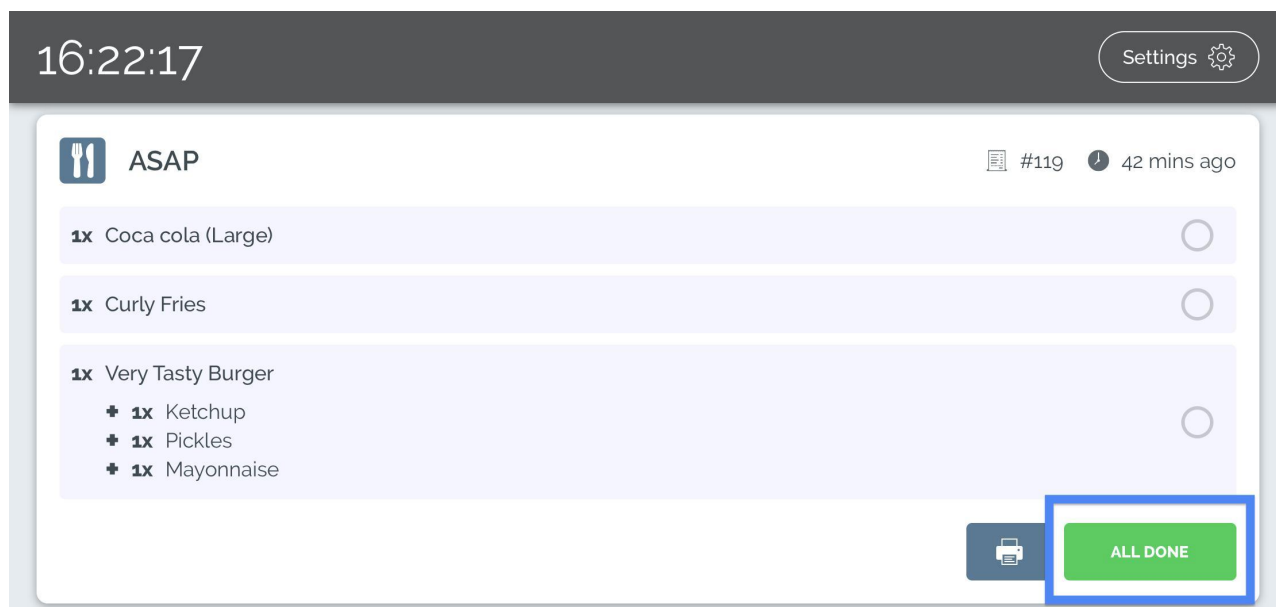 16:22:17
Settings
ASAP
#119
42 mins ago
1x Coca cola (Large)
1x Curly Fries
1x Very Tasty Burger
+ 1x Ketchup
+ 1x Pickles
+ 1x Mayonnaise
ALL DONE